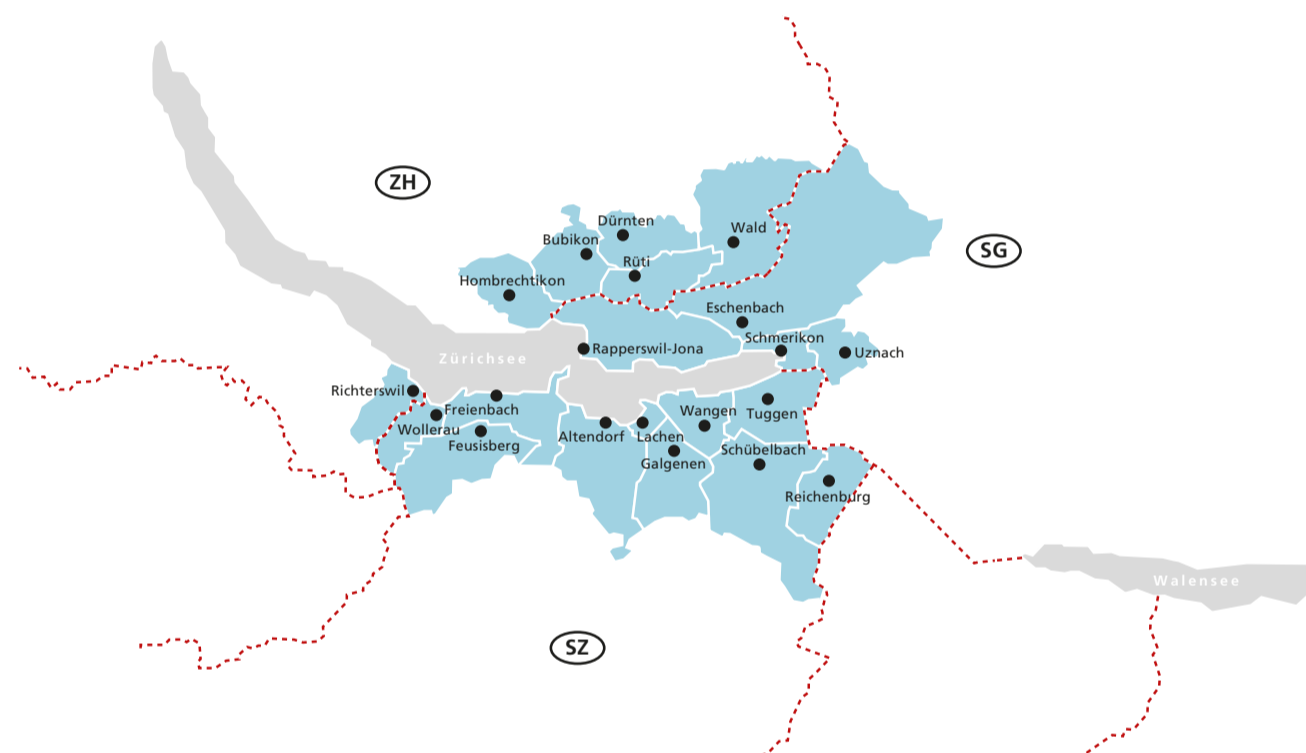 ZH
Dürnten
Wald
Bubikon
SG
Rüti
Hombrechtikon
Eschenbach
Schmerikon
Rapperswil-Jona
Uznach
Zürichsee
Richterswil
Freienbach
Wangen
Tuggen
Wollerau
Altendorf
Lachen
Feusisberg
Schübelbach
Galgenen
Reichenburg
Walensee
SZ